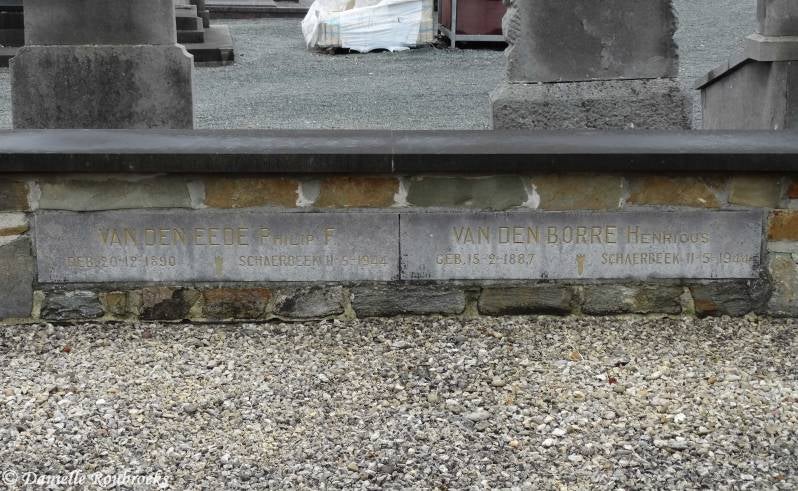 VAN DEN EEDE PHILIP F.
GEB. 20-12-1890 SCHAERBEEK 11-5-1944
VAN DEN BORRE HENRICUS
GEB. 15-2-1887 SCHAERBEEK 11-5-1944
© Danielle Roubroeks